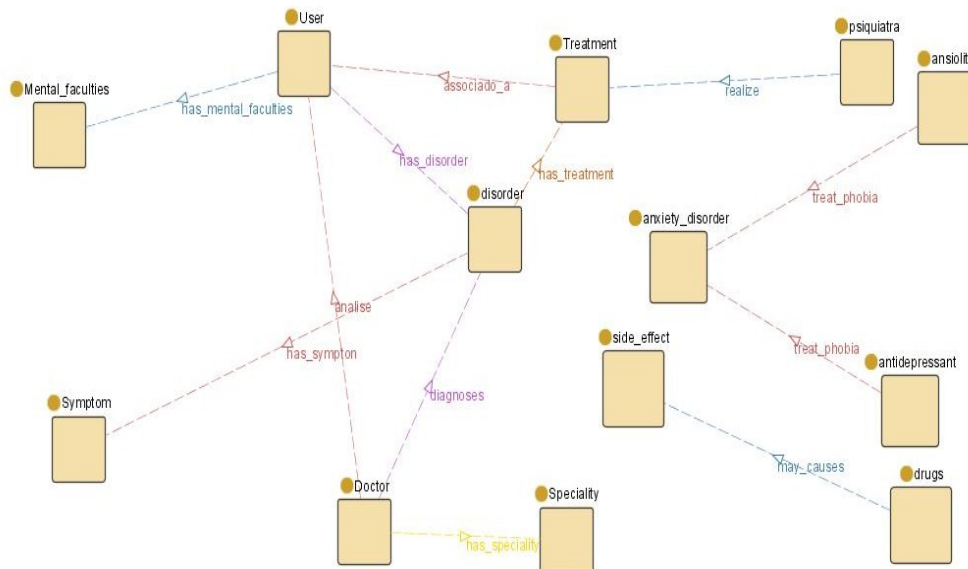 User
psiquiatra
Treatment
ansiolit
Mental_faculties
associado_a
realize
has_mental_faculties
has_disorder
has_treatment
disorder
treat_phobia
anxiety_disorder
analise
side_effect
has_sympton
treat_phobia
antidepressant
diagnoses
Symptom
may_causes
drugs
Doctor
Speciality
has_speciality